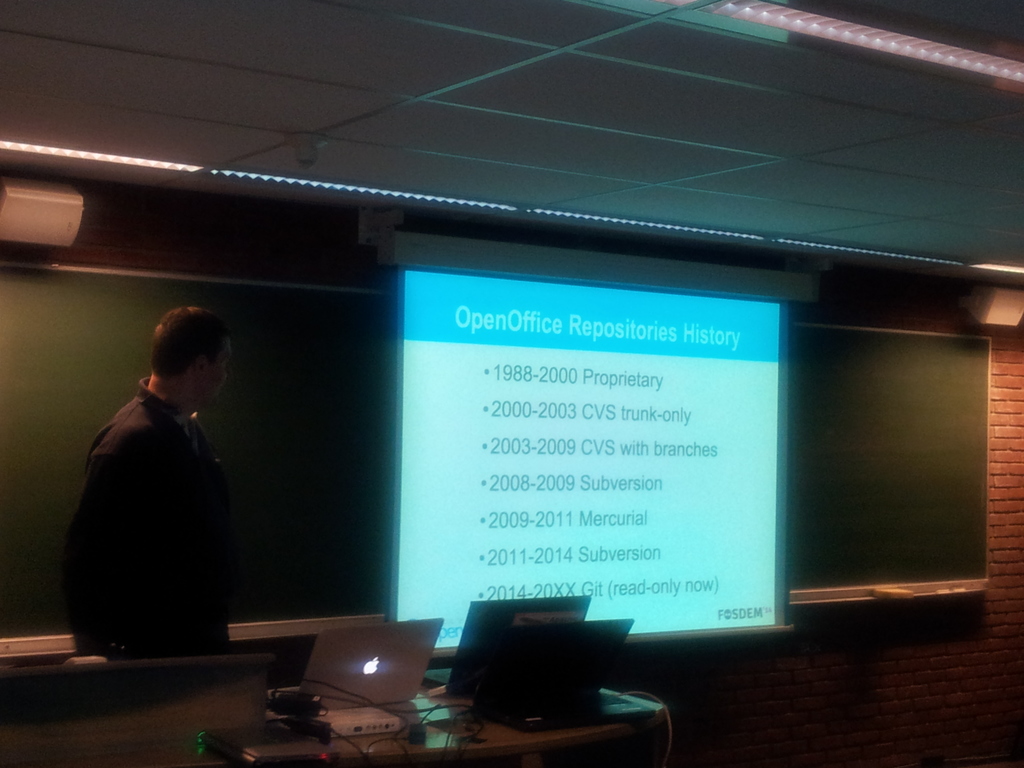 OpenOffice Repositories History
•1988-2000 Proprietary
•2000-2003 CVS trunk-only
•2003-2009 CVS with branches
•2008-2009 Subversion
•2009-2011 Mercurial
•2011-2014 Subversion
•2014-20XX Git (read-only now)
FOSDEM